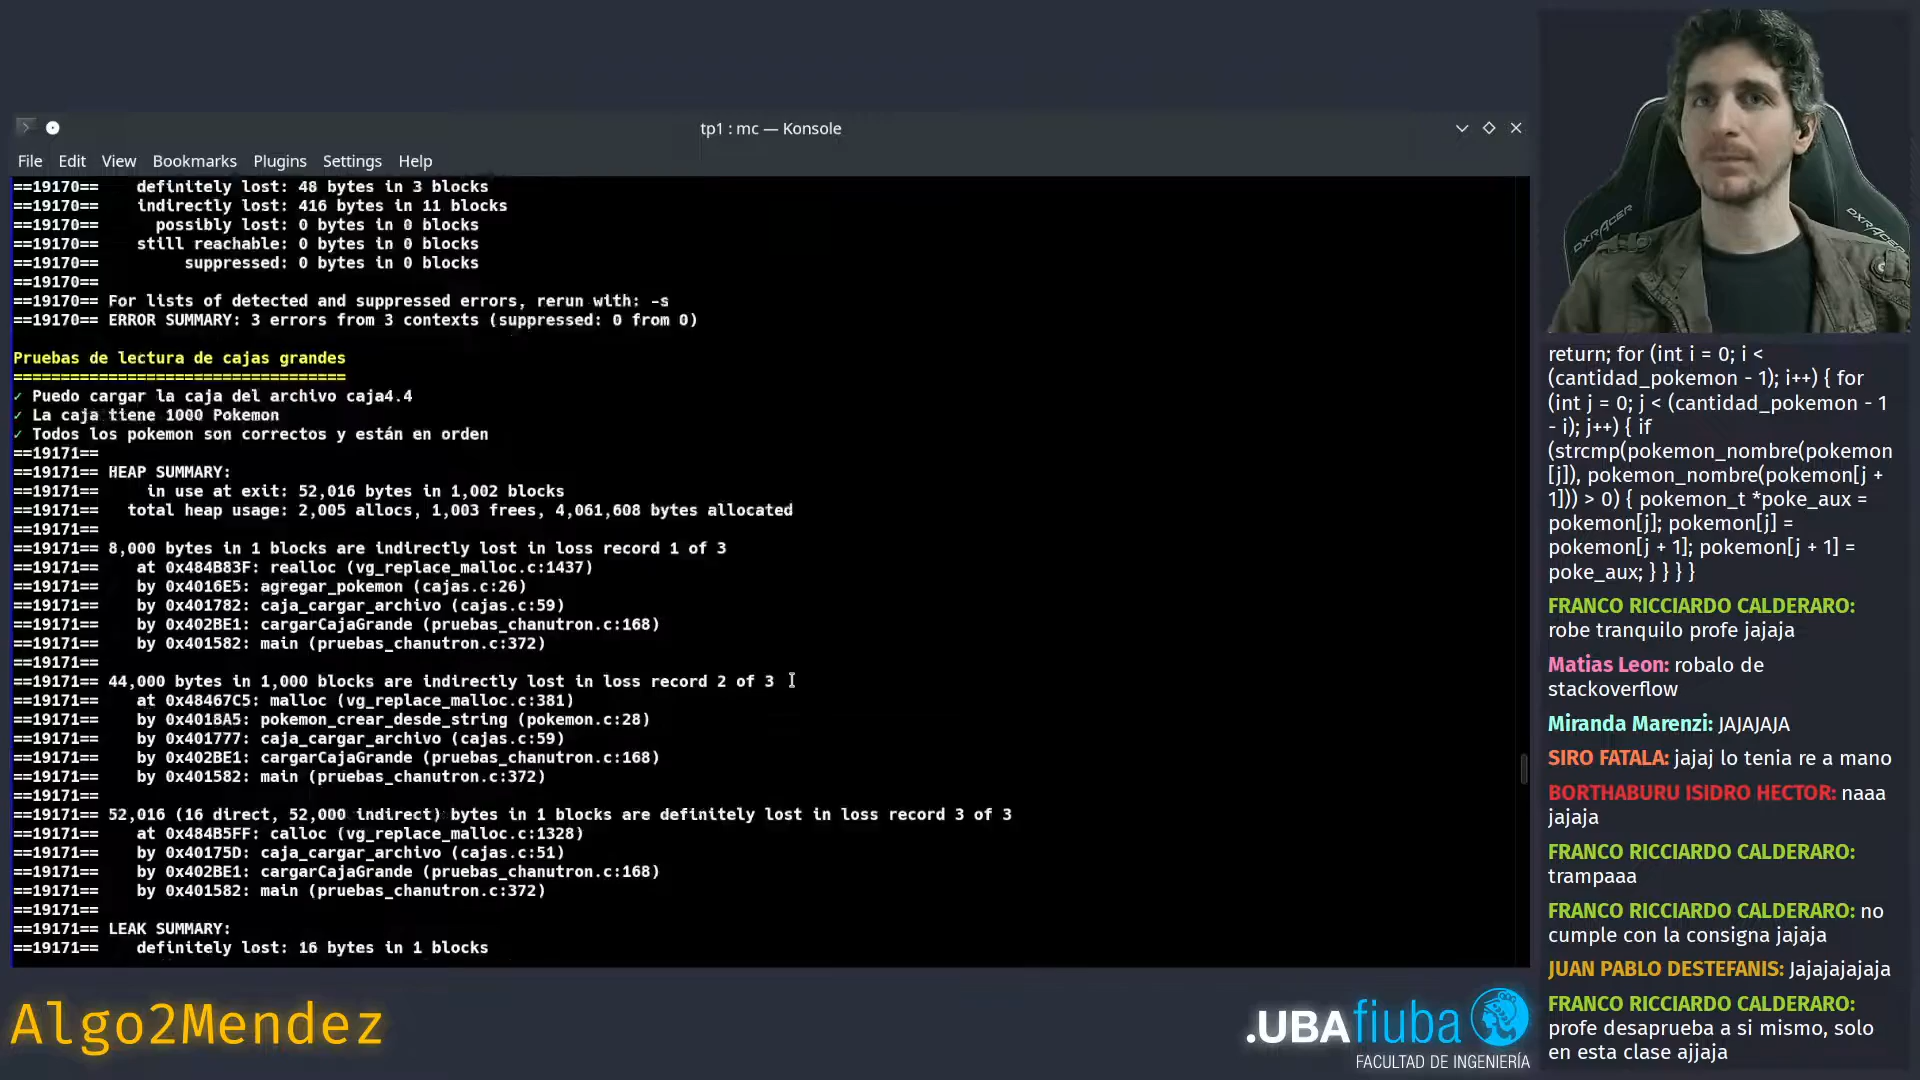 tp1 : mc — Konsole
File Edit View Bookmarks Plugins Settings Help
==19170==    definitely lost: 48 bytes in 3 blocks
==19170==    indirectly lost: 416 bytes in 11 blocks
==19170==      possibly lost: 0 bytes in 0 blocks
==19170==    still reachable: 0 bytes in 0 blocks
==19170==         suppressed: 0 bytes in 0 blocks
==19170==
==19170== For lists of detected and suppressed errors, rerun with: -s
==19170== ERROR SUMMARY: 3 errors from 3 contexts (suppressed: 0 from 0)
Pruebas de lectura de cajas grandes
===================================
✓ Puedo cargar la caja del archivo caja4.4
✓ La caja tiene 1000 Pokemon
✓ Todos los pokemon son correctos y están en orden
==19171==
==19171== HEAP SUMMARY:
==19171==     in use at exit: 52,016 bytes in 1,002 blocks
==19171==   total heap usage: 2,005 allocs, 1,003 frees, 4,061,608 bytes allocated
==19171==
==19171== 8,000 bytes in 1 blocks are indirectly lost in loss record 1 of 3
==19171==    at 0x484B83F: realloc (vg_replace_malloc.c:1437)
==19171==    by 0x4016E5: agregar_pokemon (cajas.c:26)
==19171==    by 0x401782: caja_cargar_archivo (cajas.c:59)
==19171==    by 0x402BE1: cargarCajaGrande (pruebas_chanutron.c:168)
==19171==    by 0x401582: main (pruebas_chanutron.c:372)
==19171==
==19171== 44,000 bytes in 1,000 blocks are indirectly lost in loss record 2 of 3
==19171==    at 0x48467C5: malloc (vg_replace_malloc.c:381)
==19171==    by 0x4018A5: pokemon_crear_desde_string (pokemon.c:28)
==19171==    by 0x401777: caja_cargar_archivo (cajas.c:59)
==19171==    by 0x402BE1: cargarCajaGrande (pruebas_chanutron.c:168)
==19171==    by 0x401582: main (pruebas_chanutron.c:372)
==19171==
==19171== 52,016 (16 direct, 52,000 indirect) bytes in 1 blocks are definitely lost in loss record 3 of 3
==19171==    at 0x484B5FF: calloc (vg_replace_malloc.c:1328)
==19171==    by 0x40175D: caja_cargar_archivo (cajas.c:51)
==19171==    by 0x402BE1: cargarCajaGrande (pruebas_chanutron.c:168)
==19171==    by 0x401582: main (pruebas_chanutron.c:372)
==19171==
==19171== LEAK SUMMARY:
==19171==    definitely lost: 16 bytes in 1 blocks
Algo2Mendez
.UBAfiuba
FACULTAD DE INGENIERÍA
DXRACER
DXRACER
return; for (int i = 0; i <
(cantidad_pokemon - 1); i++) { for
(int j = 0; j < (cantidad_pokemon - 1
- i); j++) { if
(strcmp(pokemon_nombre(pokemon
[j]), pokemon_nombre(pokemon[j +
1])) > 0) { pokemon_t *poke_aux =
pokemon[j]; pokemon[j] =
pokemon[j + 1]; pokemon[j + 1] =
poke_aux; } } } }
FRANCO RICCIARDO CALDERARO:
robe tranquilo profe jajaja
Matias Leon: robalo de
stackoverflow
Miranda Marenzi: JAJAJAJA
SIRO FATALA: jajaj lo tenia re a mano
BORTHABURU ISIDRO HECTOR: naaa
jajaja
FRANCO RICCIARDO CALDERARO:
trampaaa
FRANCO RICCIARDO CALDERARO: no
cumple con la consigna jajaja
JUAN PABLO DESTEFANIS: Jajajajajaja
FRANCO RICCIARDO CALDERARO:
profe desaprueba a si mismo, solo
en esta clase ajjaja